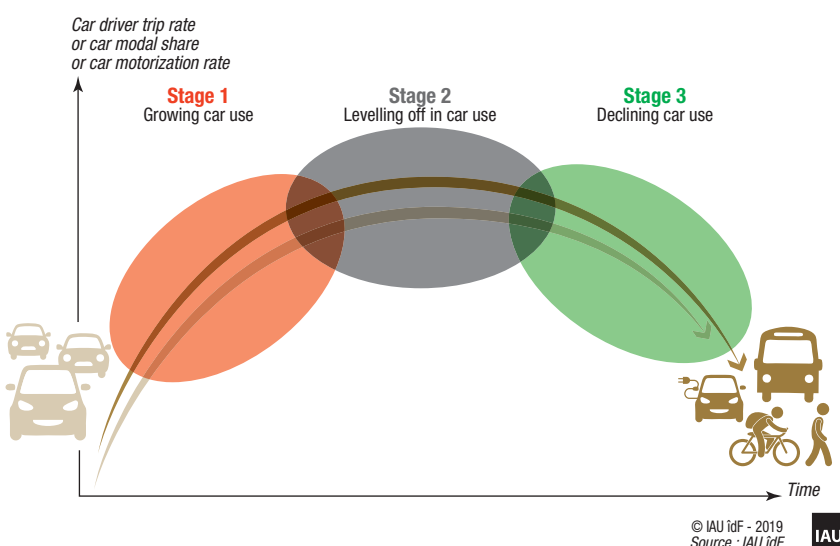 Car driver trip rate
or car modal share
or car motorization rate
Stage 1
Growing car use
Stage 2
Levelling off in car use
Stage 3
Declining car use
Time
© IAU îdF - 2019
Source : IAU îdF
IAU